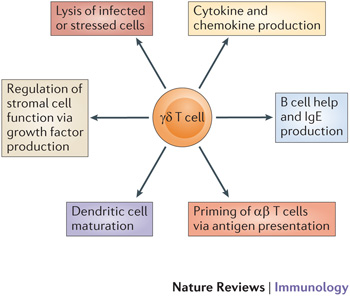 Lysis of infected
or stressed cells
Cytokine and
chemokine production
Regulation of
stromal cell
function via
growth factor
production
γδ T cell
B cell help
and IgE
production
Dendritic cell
maturation
Priming of αβ T cells
via antigen presentation
Nature Reviews | Immunology